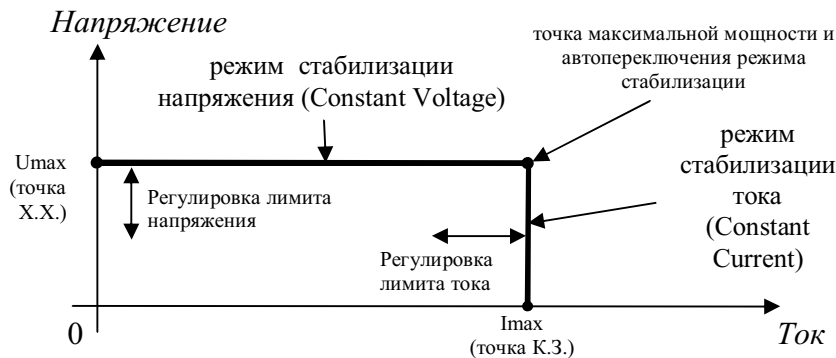 Напряжение
точка максимальной мощности и
автопереключения режима
стабилизации
режим стабилизации
напряжения (Constant Voltage)
режим
стабилизации
тока
(Constant
Current)
Umax
(точка
Х.Х.)
Регулировка лимита
напряжения
Регулировка
лимита тока
0
Imax
(точка К.З.)
Ток